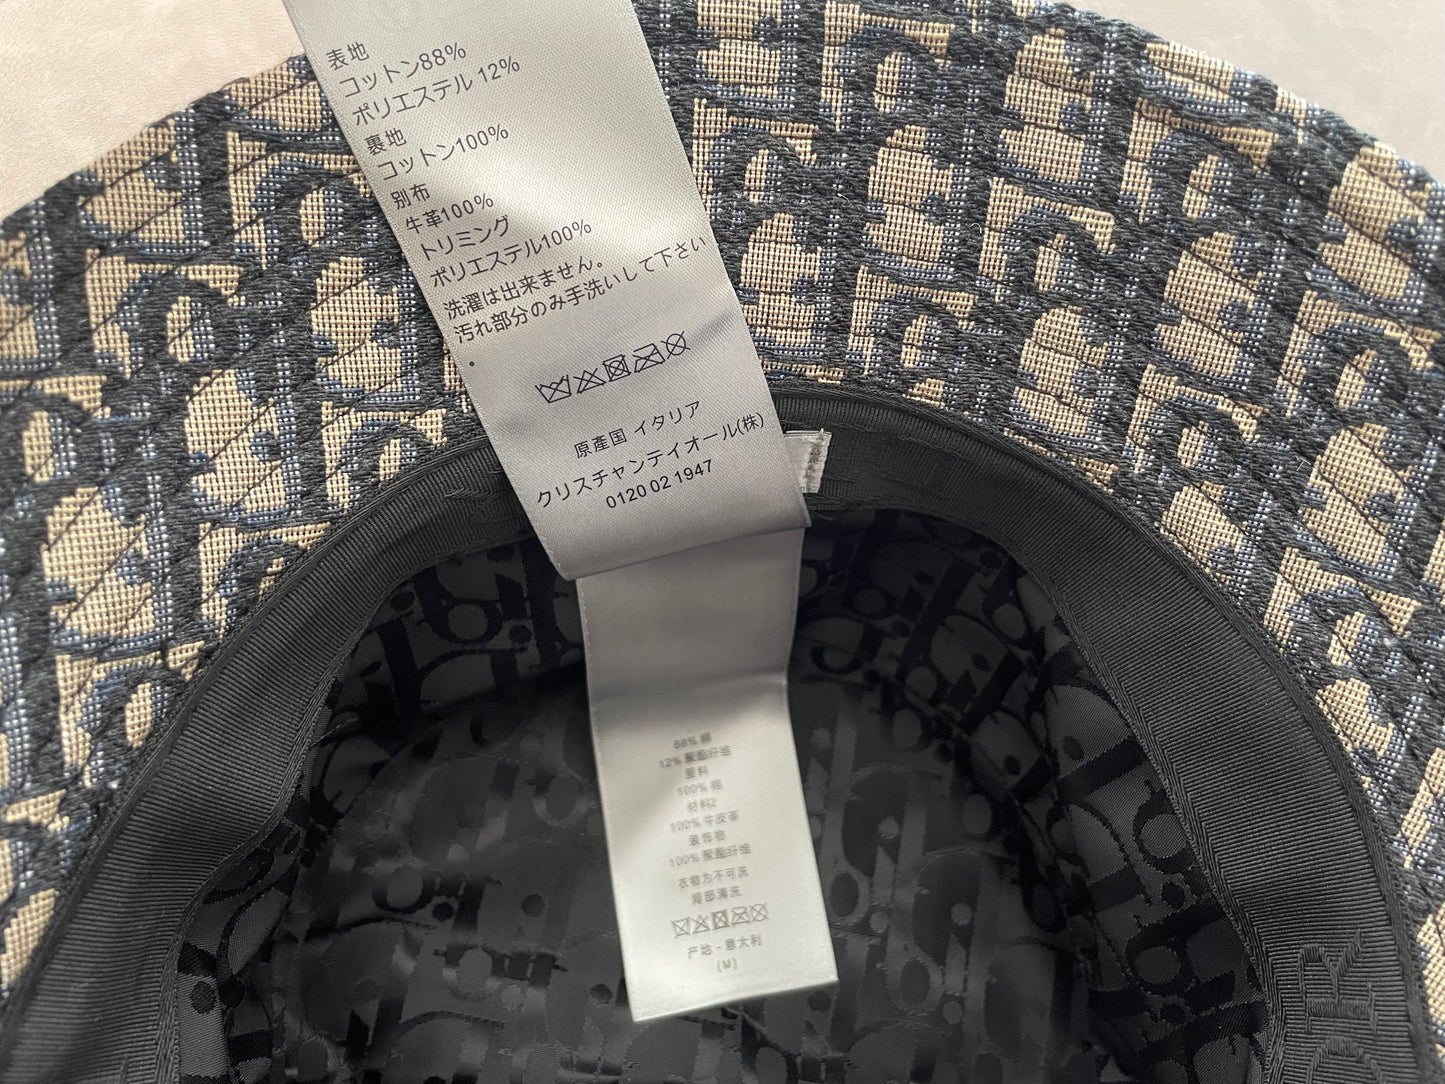 表地
コットン88%
ポリエステル 12%
裏地
コットン100%
別布
牛革100%
トリミング
ポリエステル100%
洗濯は出来ません。
汚れ部分のみ手洗いして下さい
。
原産国 イタリア
クリスチャンディオール(株)
0120 02 1947
88% 棉
12% 聚酯纤维
里料
100% 棉
材料2
100% 牛皮革
装饰物
100% 聚酯纤维
衣物为不可洗
局部清洗
产地 - 意大利
[M]